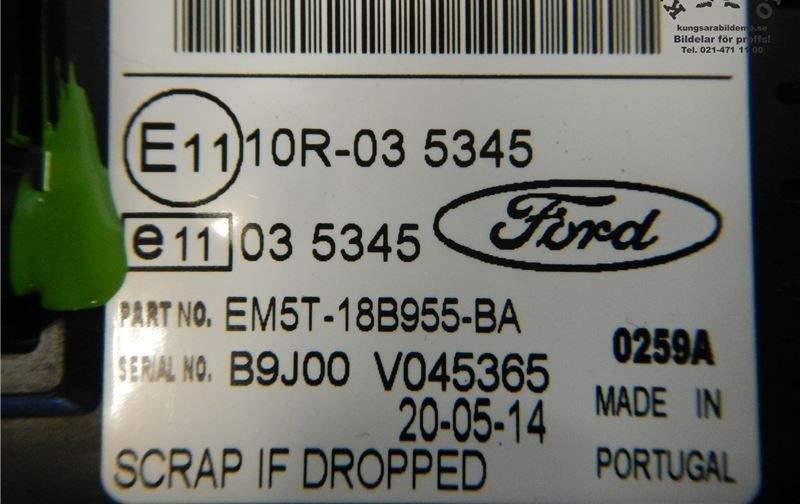 kungsarabildemo.se
Bildelar för proffs!
Tel. 021-471 11 00
E11 10R-03 5345
e11 03 5345
Ford
PART NO. EM5T-18B955-BA
SERIAL NO. B9J00 V045365
0259A
20-05-14
MADE IN
PORTUGAL
SCRAP IF DROPPED